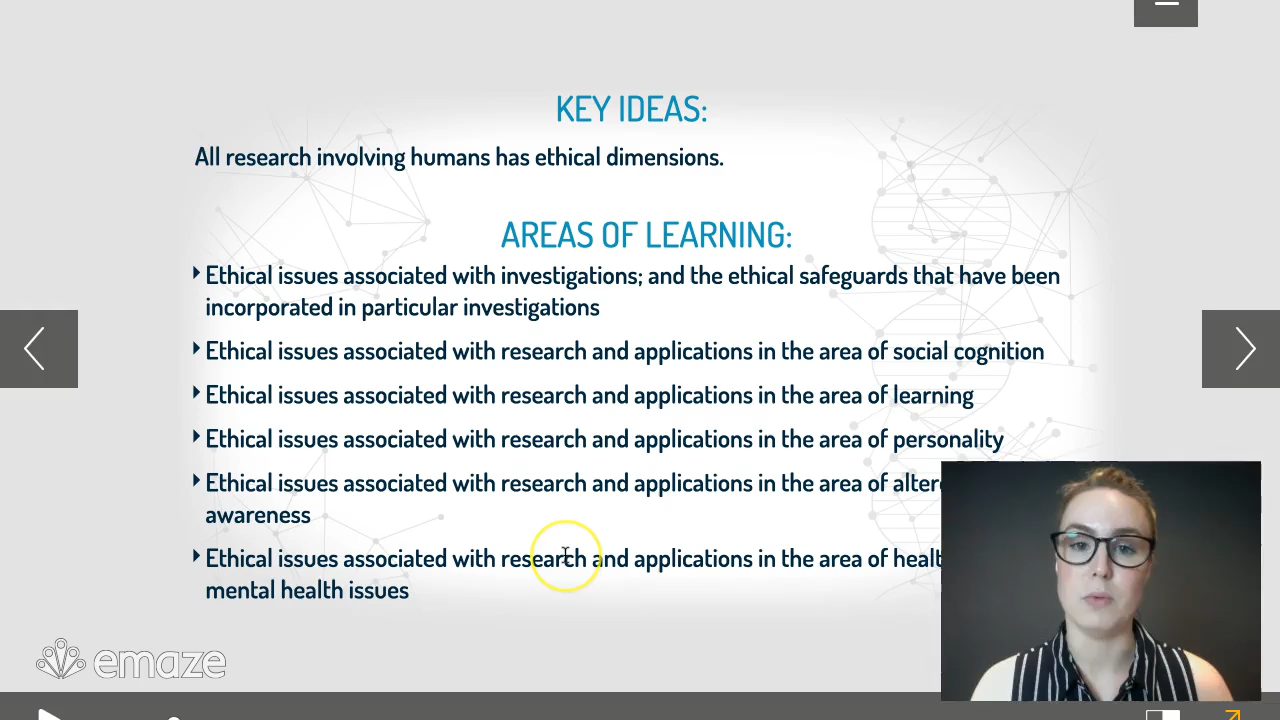 KEY IDEAS:
All research involving humans has ethical dimensions.
AREAS OF LEARNING:
Ethical issues associated with investigations; and the ethical safeguards that have been
incorporated in particular investigations
Ethical issues associated with research and applications in the area of social cognition
Ethical issues associated with research and applications in the area of learning
Ethical issues associated with research and applications in the area of personality
Ethical issues associated with research and applications in the area of
awareness
Ethical issues associated with research and applications in the area of
mental health issues
emaze